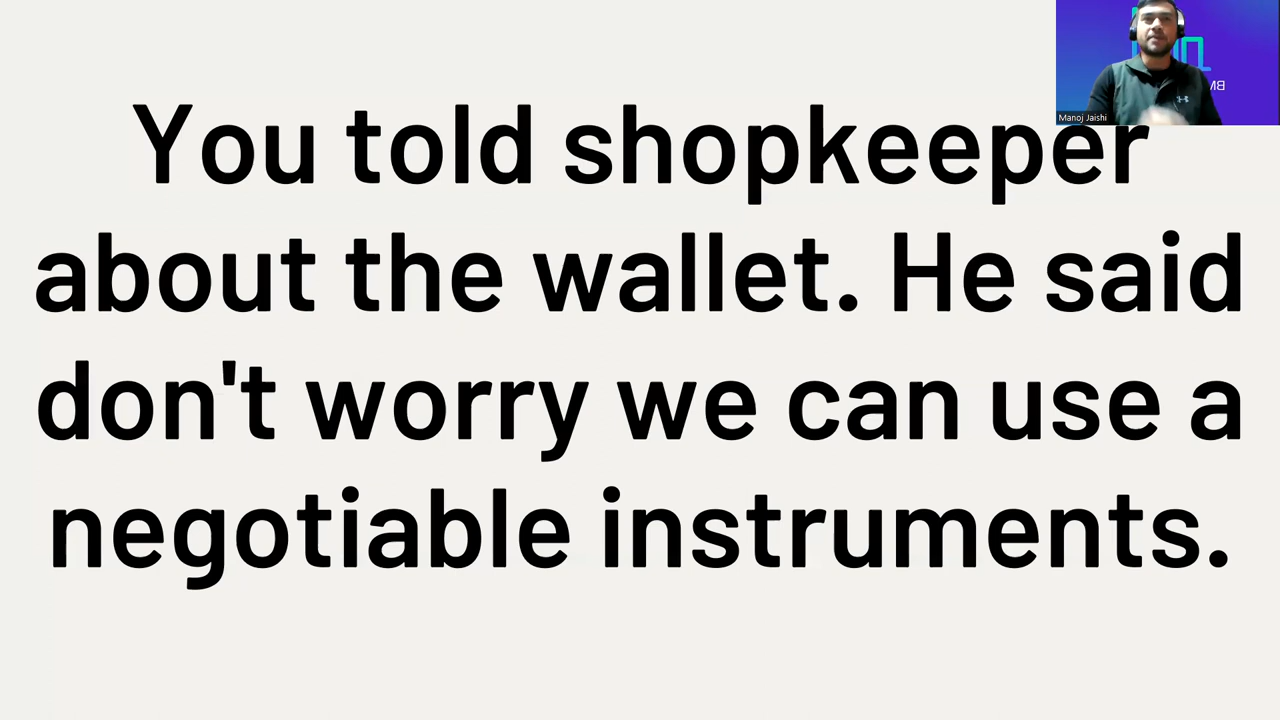 You told shopkeeper
about the wallet. He said
don't worry we can use a
negotiable instruments.
Manoj Jaishi